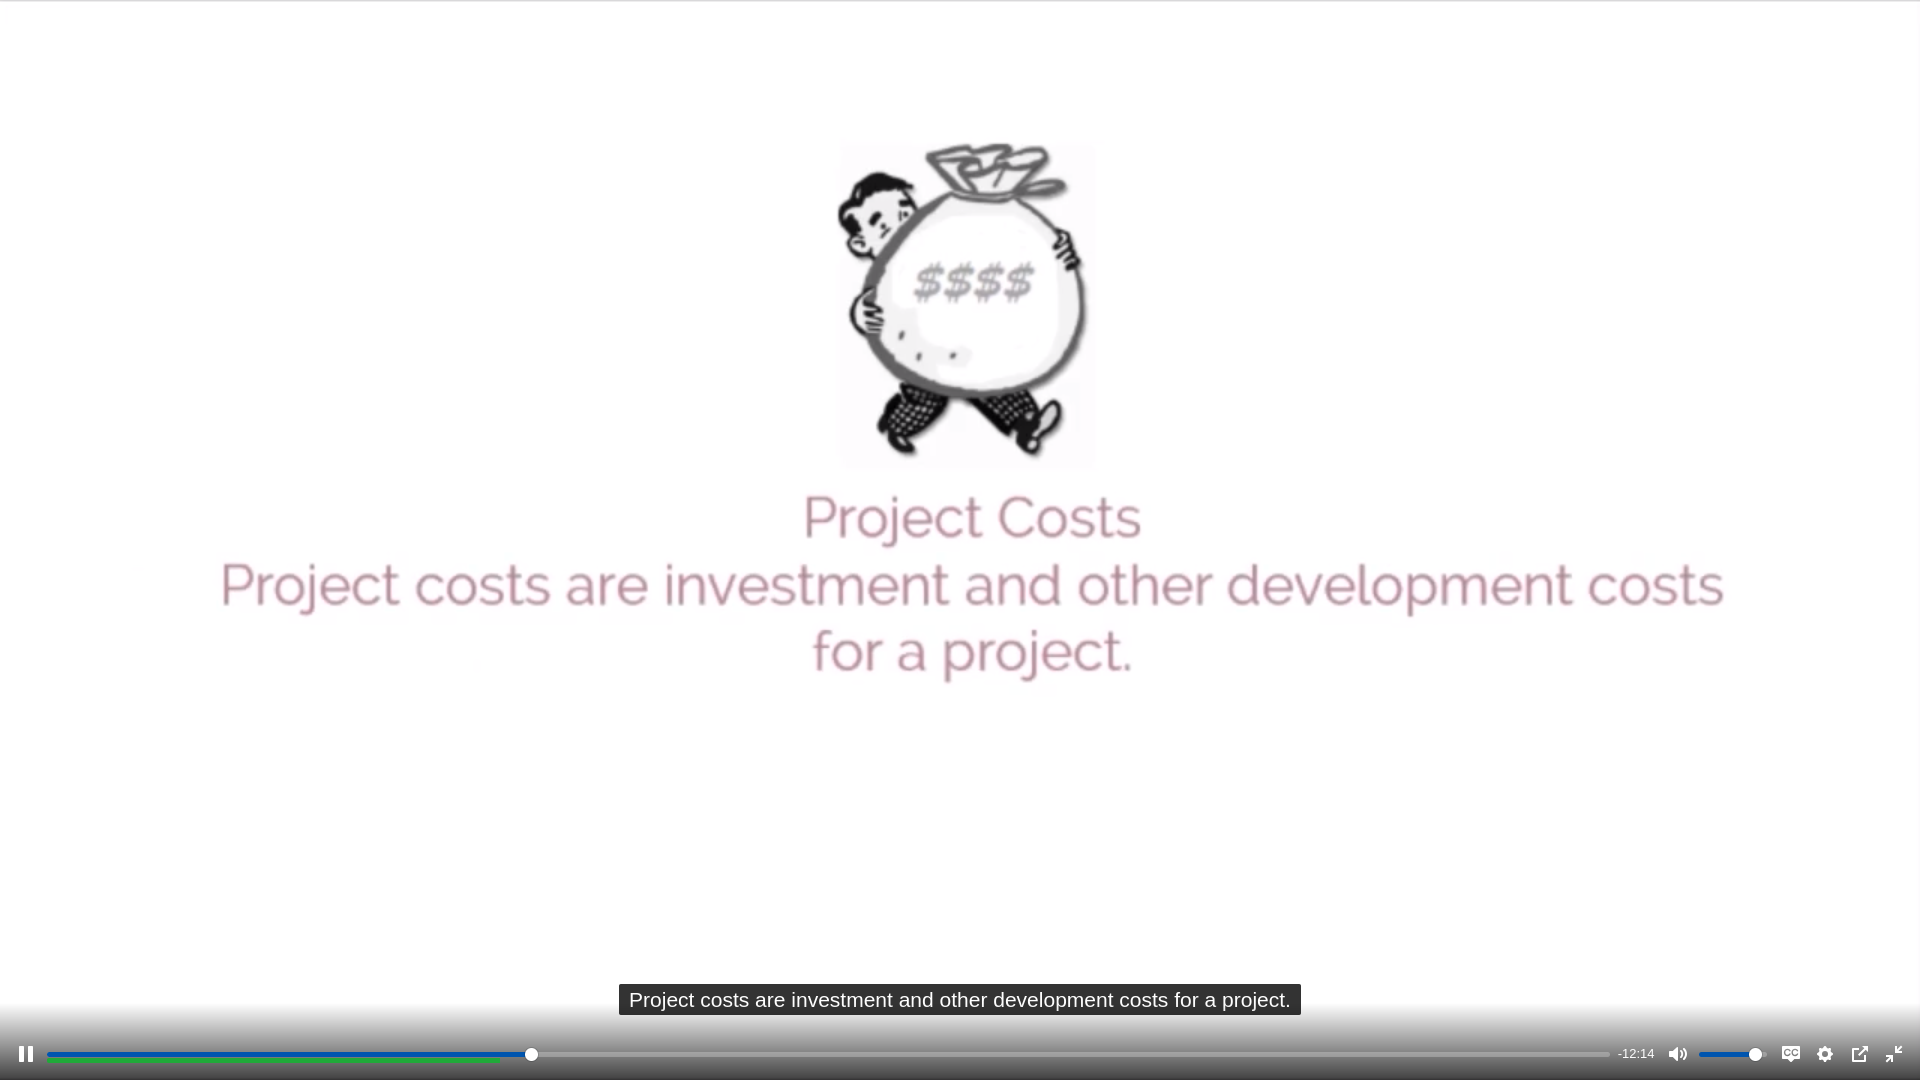 $$$$
Project Costs
Project costs are investment and other development costs
for a project.
Project costs are investment and other development costs for a project.
-12:14
CC